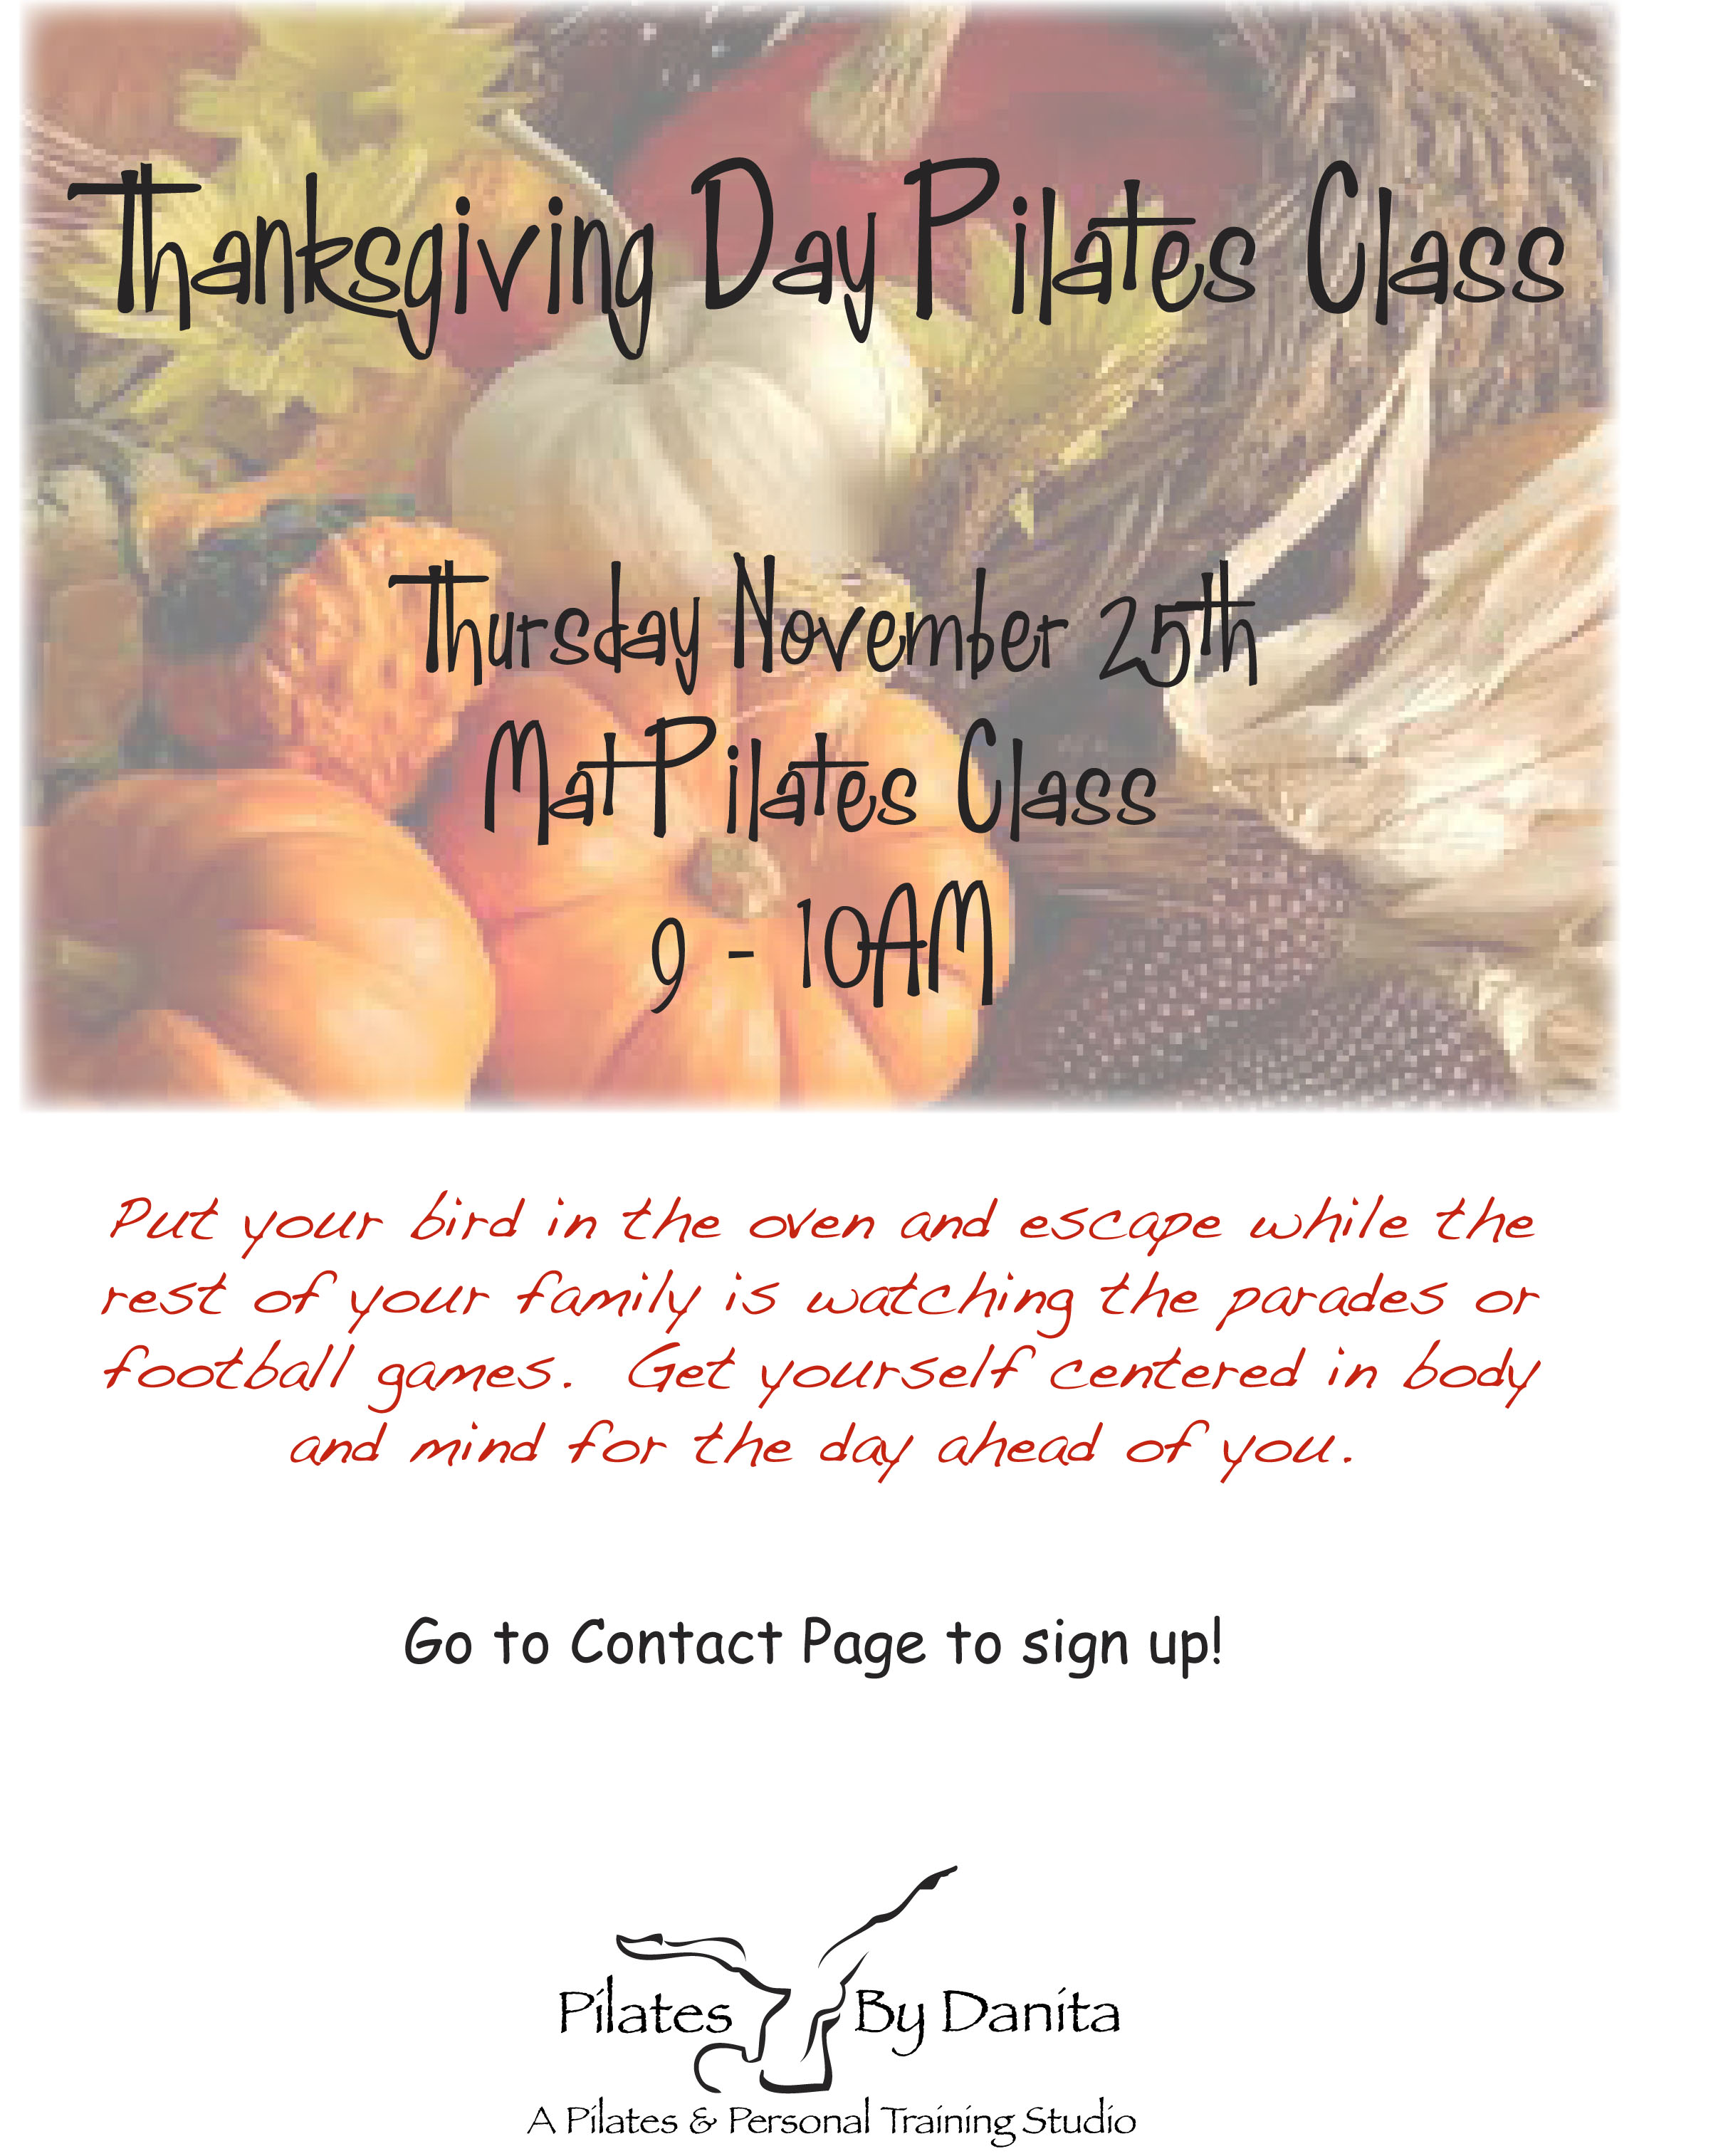 Thanksgiving Day Pilates Class
Thursday November 25th
Mat Pilates Class
9 - 10AM
Put your bird in the oven and escape while the
rest of your family is watching the parades or
football games. Get yourself centered in body
and mind for the day ahead of you.
Go to Contact Page to sign up!
Pilates By Danita
A Pilates & Personal Training Studio